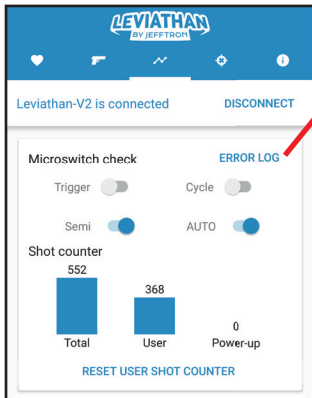 LEVIATHAN
BY JEFFTRON
Leviathan-V2 is connected DISCONNECT
Microswitch check ERROR LOG
Trigger Cycle
Semi AUTO
Shot counter
552
368
0
Total User Power-up
RESET USER SHOT COUNTER